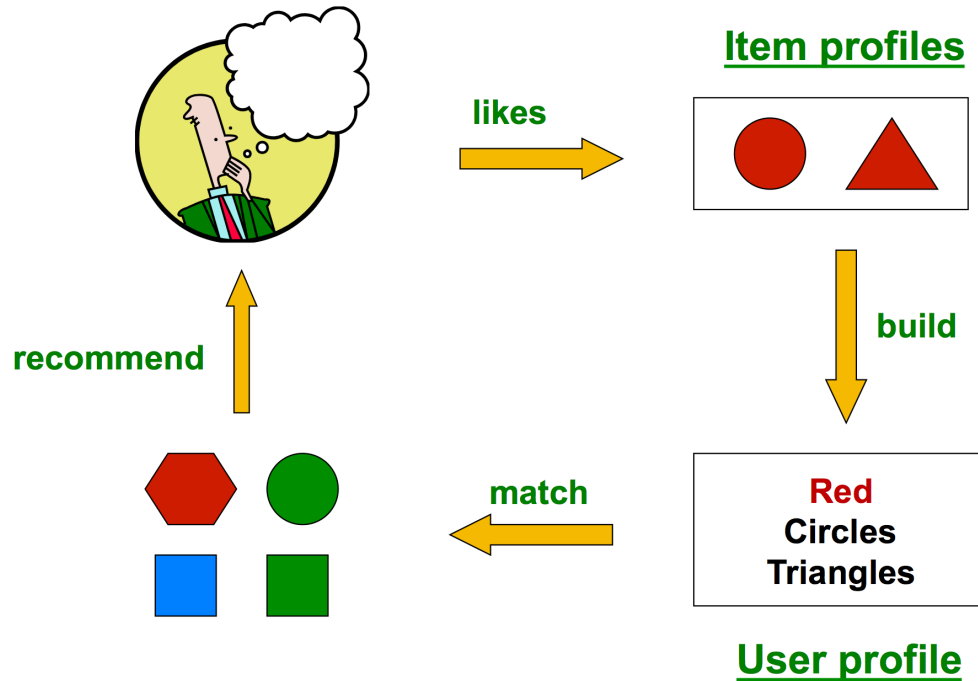 Item profiles
likes
build
recommend
match
Red
Circles
Triangles
User profile